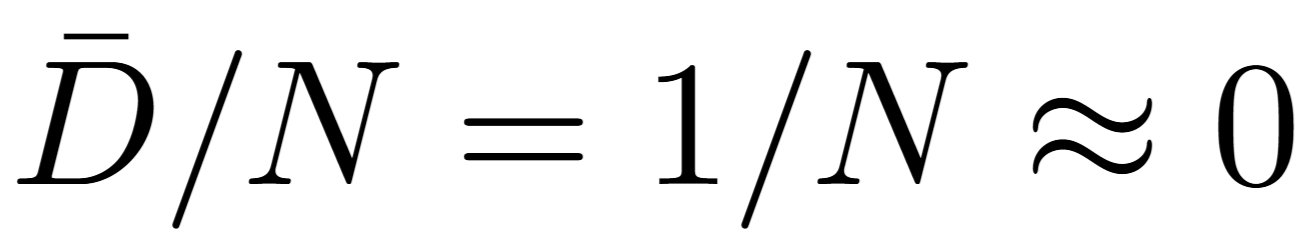 D̄/N = 1/N ≈ 0